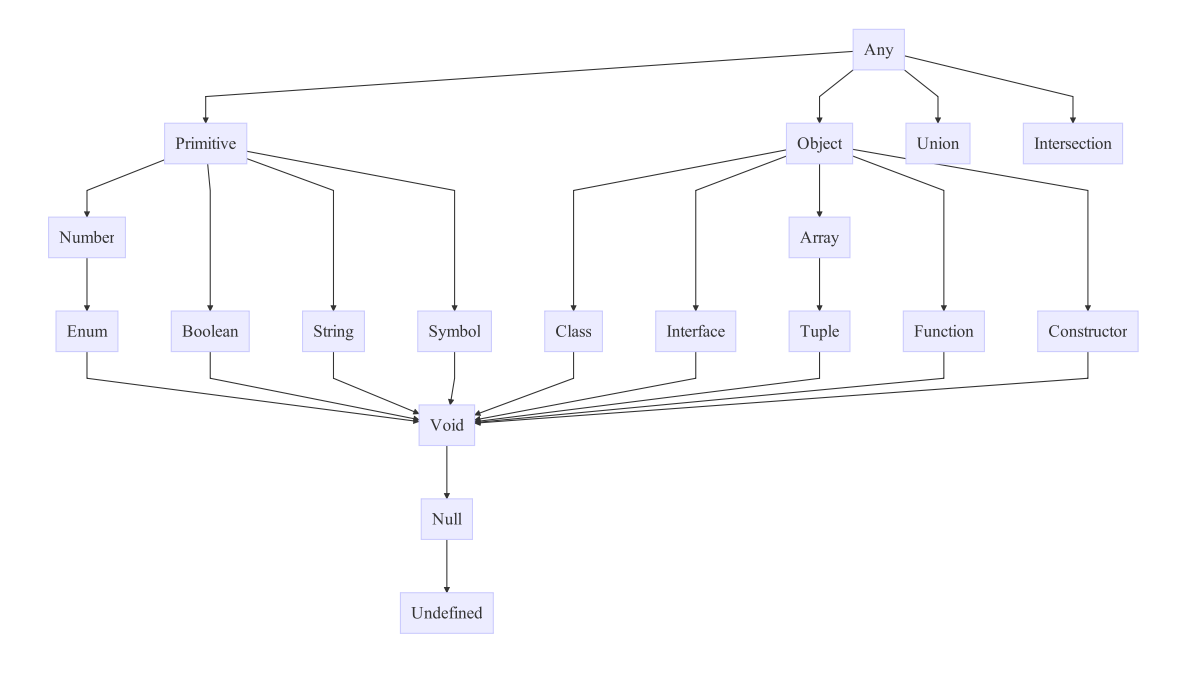 Any
Primitive
Object
Union
Intersection
Number
Array
Enum
Boolean
String
Symbol
Class
Interface
Tuple
Function
Constructor
Void
Null
Undefined